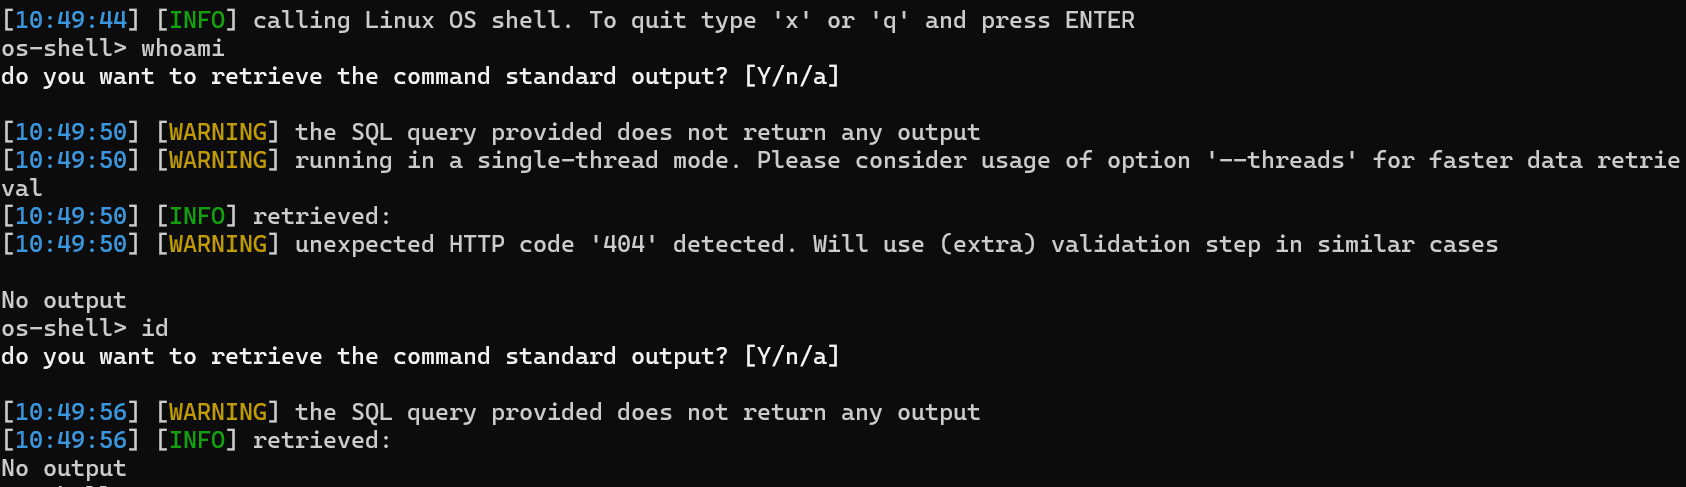 [10:49:44] [INFO] calling Linux OS shell. To quit type 'x' or 'q' and press ENTER
os-shell> whoami
do you want to retrieve the command standard output? [Y/n/a]
[10:49:50] [WARNING] the SQL query provided does not return any output
[10:49:50] [WARNING] running in a single-thread mode. Please consider usage of option '--threads' for faster data retrie
val
[10:49:50] [INFO] retrieved:
[10:49:50] [WARNING] unexpected HTTP code '404' detected. Will use (extra) validation step in similar cases
No output
os-shell> id
do you want to retrieve the command standard output? [Y/n/a]
[10:49:56] [WARNING] the SQL query provided does not return any output
[10:49:56] [INFO] retrieved:
No output